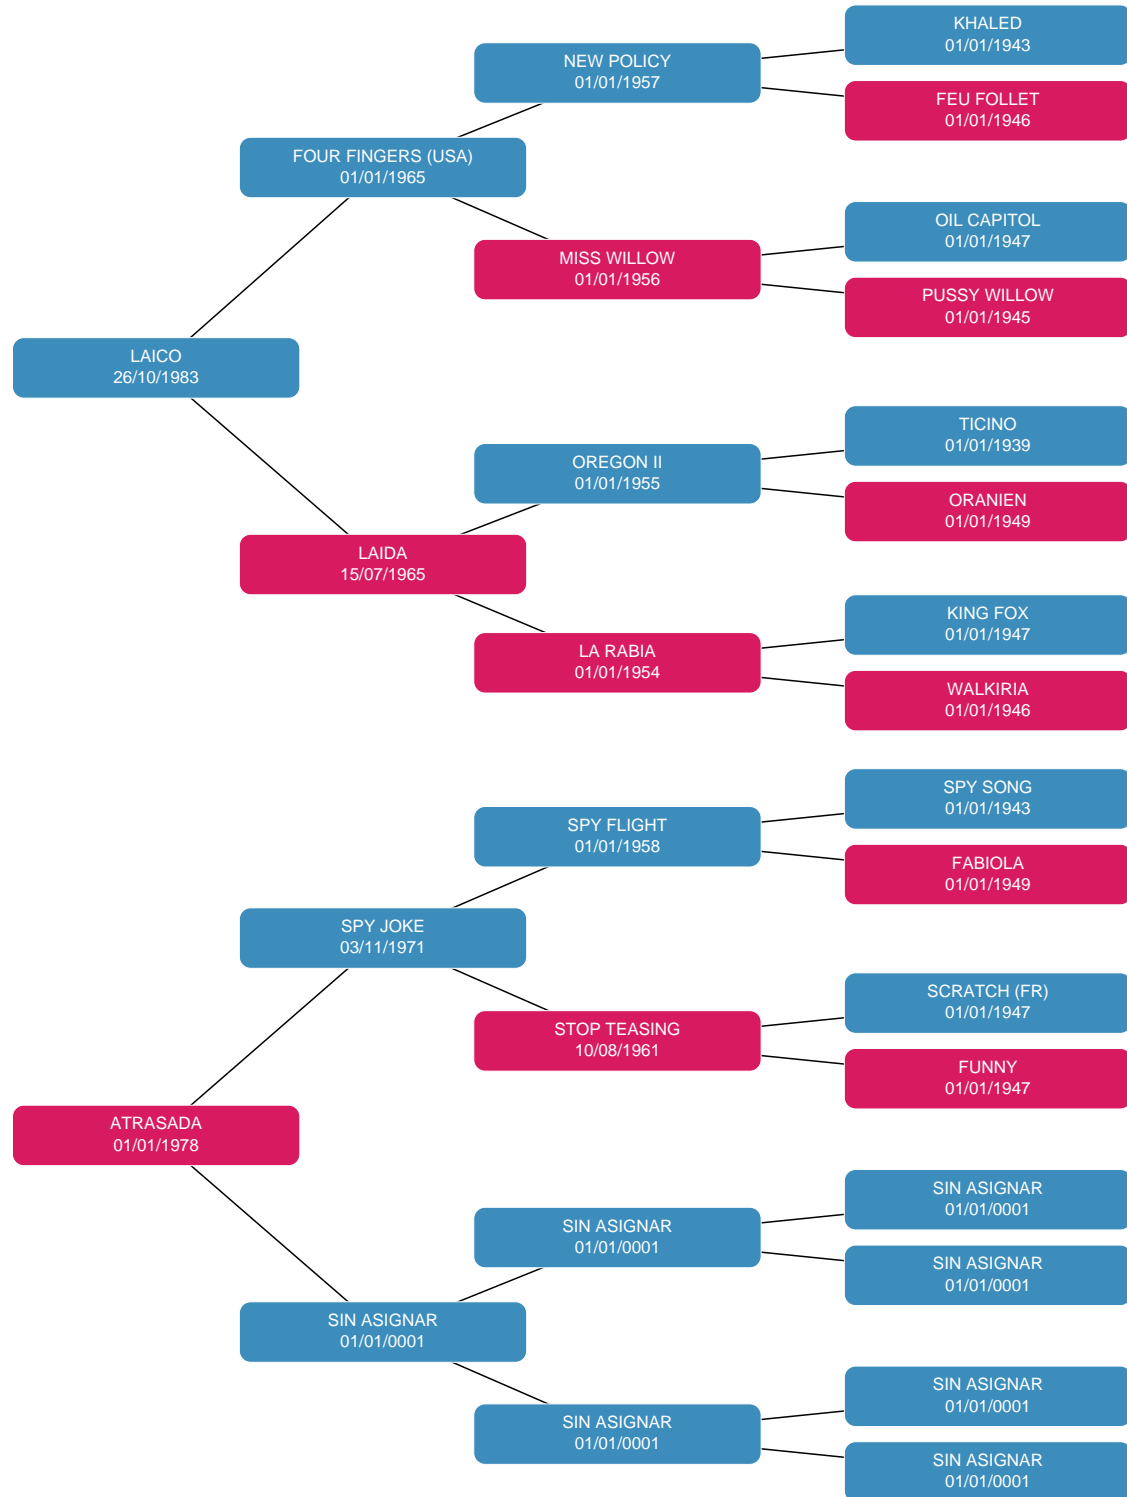 KHALED
01/01/1943
NEW POLICY
01/01/1957
FEU FOLLET
01/01/1946
FOUR FINGERS (USA)
01/01/1965
OIL CAPITOL
01/01/1947
MISS WILLOW
01/01/1956
PUSSY WILLOW
01/01/1945
LAICO
26/10/1983
TICINO
01/01/1939
OREGON II
01/01/1955
ORANIEN
01/01/1949
LAIDA
15/07/1965
KING FOX
01/01/1947
LA RABIA
01/01/1954
WALKIRIA
01/01/1946
SPY SONG
01/01/1943
SPY FLIGHT
01/01/1958
FABIOLA
01/01/1949
SPY JOKE
03/11/1971
SCRATCH (FR)
01/01/1947
STOP TEASING
10/08/1961
FUNNY
01/01/1947
ATRASADA
01/01/1978
SIN ASIGNAR
01/01/0001
SIN ASIGNAR
01/01/0001
SIN ASIGNAR
01/01/0001
SIN ASIGNAR
01/01/0001
SIN ASIGNAR
01/01/0001
SIN ASIGNAR
01/01/0001
SIN ASIGNAR
01/01/0001